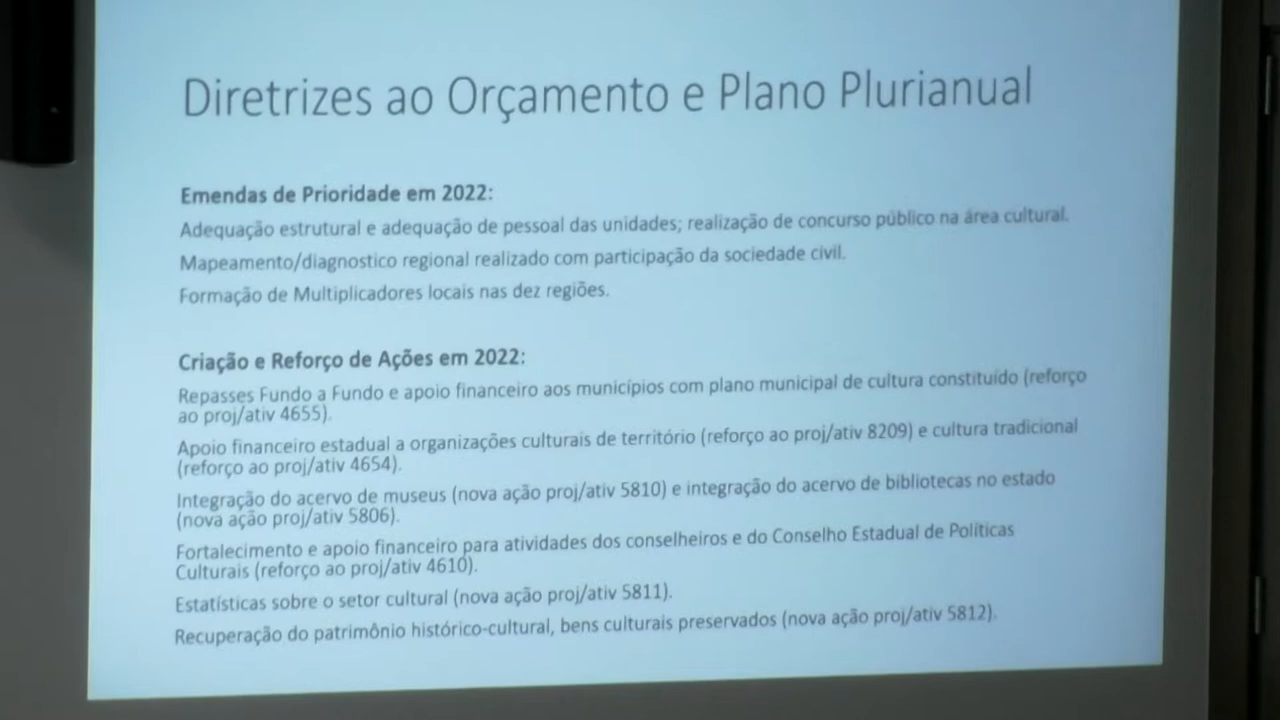 Diretrizes ao Orçamento e Plano Plurianual
Emendas de Prioridade em 2022:
Adequação estrutural e adequação de pessoal das unidades; realização de concurso público na área cultural.
Mapeamento/diagnostico regional realizado com participação da sociedade civil.
Formação de Multiplicadores locais nas dez regiões.
Criação e Reforço de Ações em 2022:
Repasses Fundo a Fundo e apoio financeiro aos municípios com plano municipal de cultura constituído (reforço
ao proj/ativ 4655).
Apoio financeiro estadual a organizações culturais de território (reforço ao proj/ativ 8209) e cultura tradicional
(reforço ao proj/ativ 4654).
Integração do acervo de museus (nova ação proj/ativ 5810) e integração do acervo de bibliotecas no estado
(nova ação proj/ativ 5806).
Fortalecimento e apoio financeiro para atividades dos conselheiros e do Conselho Estadual de Políticas
Culturais (reforço ao proj/ativ 4610).
Estatísticas sobre o setor cultural (nova ação proj/ativ 5811).
Recuperação do patrimônio histórico-cultural, bens culturais preservados (nova ação proj/ativ 5812).